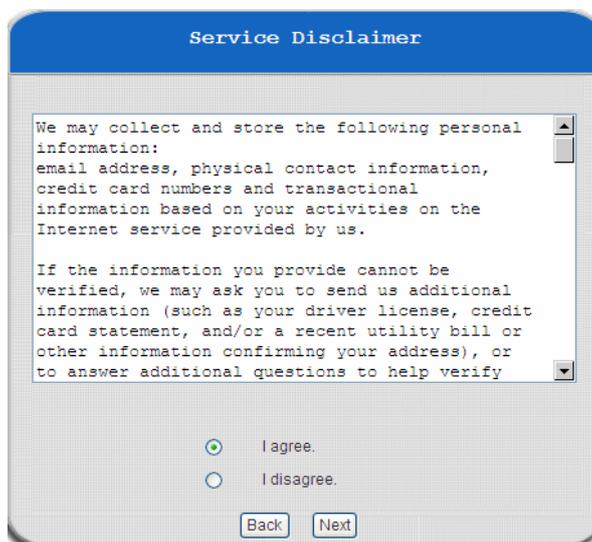 Service Disclaimer
We may collect and store the following personal
information:
email address, physical contact information,
credit card numbers and transactional
information based on your activities on the
Internet service provided by us.
If the information you provide cannot be
verified, we may ask you to send us additional
information (such as your driver license, credit
card statement, and/or a recent utility bill or
other information confirming your address), or
to answer additional questions to help verify
I agree.
I disagree.
Back Next